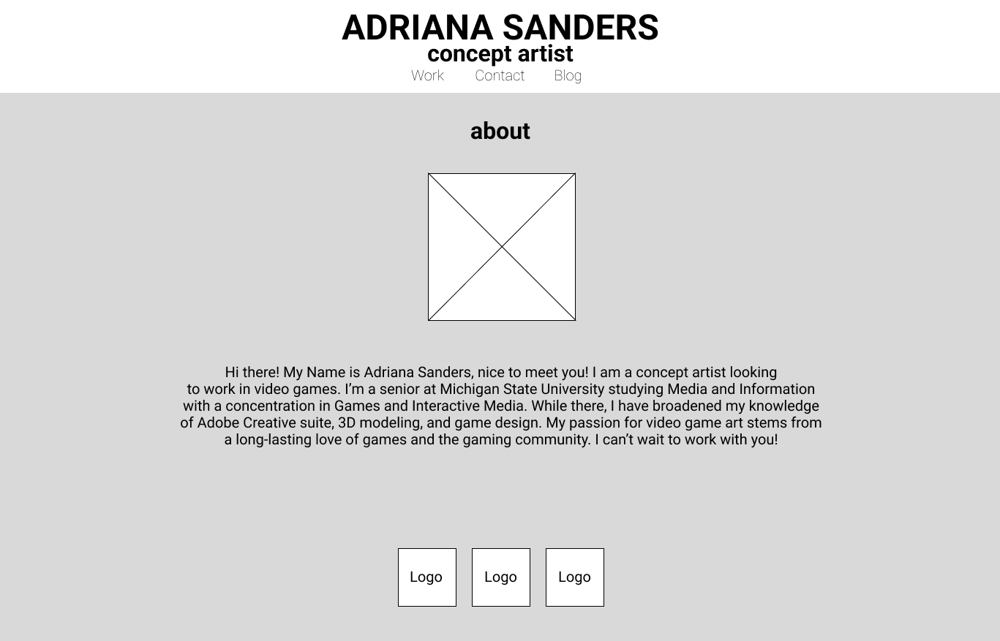 ADRIANA SANDERS
concept artist
Work Contact Blog
about
Hi there! My Name is Adriana Sanders, nice to meet you! I am a concept artist looking
to work in video games. I’m a senior at Michigan State University studying Media and Information
with a concentration in Games and Interactive Media. While there, I have broadened my knowledge
of Adobe Creative suite, 3D modeling, and game design. My passion for video game art stems from
a long-lasting love of games and the gaming community. I can’t wait to work with you!
Logo Logo Logo